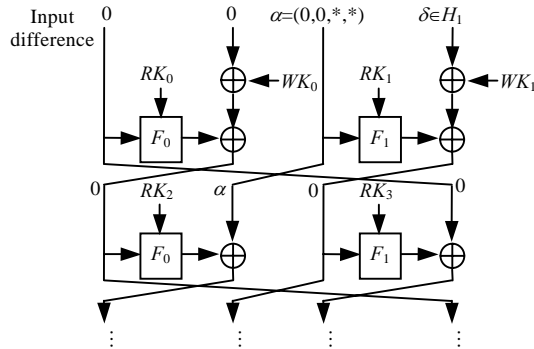 Input difference
0 0 α=(0,0,*,*) δ∈H₁
RK₀ WK₀ RK₁ WK₁
F₀ F₁
0 α 0 0
RK₂ RK₃
F₀ F₁
⋮ ⋮ ⋮ ⋮